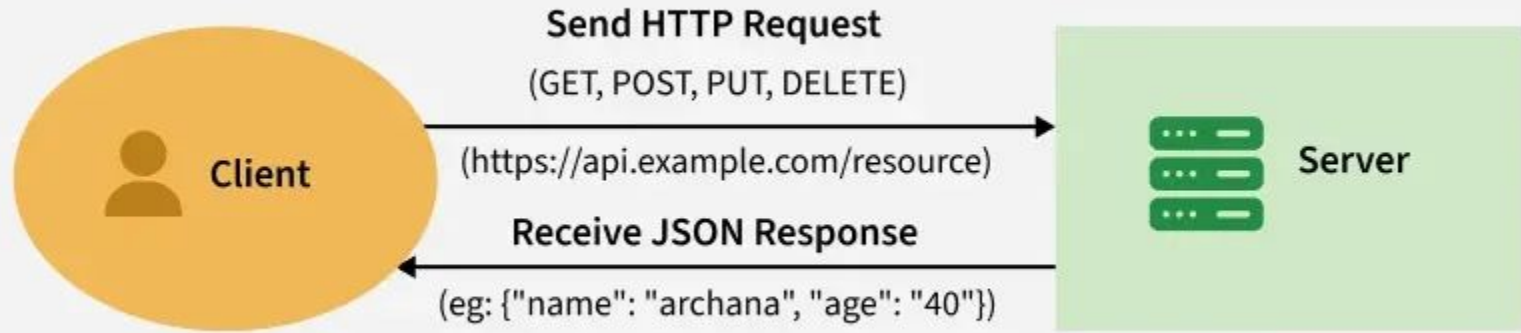 Send HTTP Request
(GET, POST, PUT, DELETE)
(https://api.example.com/resource)
Client
Server
Receive JSON Response
(eg: {"name": "archana", "age": "40"})